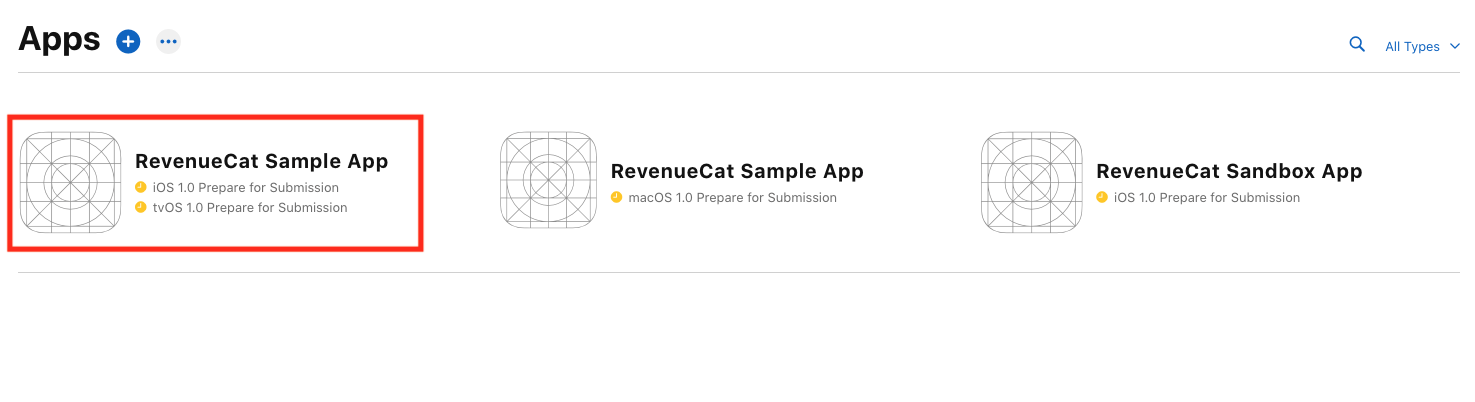 Apps
All Types
RevenueCat Sample App
iOS 1.0 Prepare for Submission
tvOS 1.0 Prepare for Submission
RevenueCat Sample App
macOS 1.0 Prepare for Submission
RevenueCat Sandbox App
iOS 1.0 Prepare for Submission